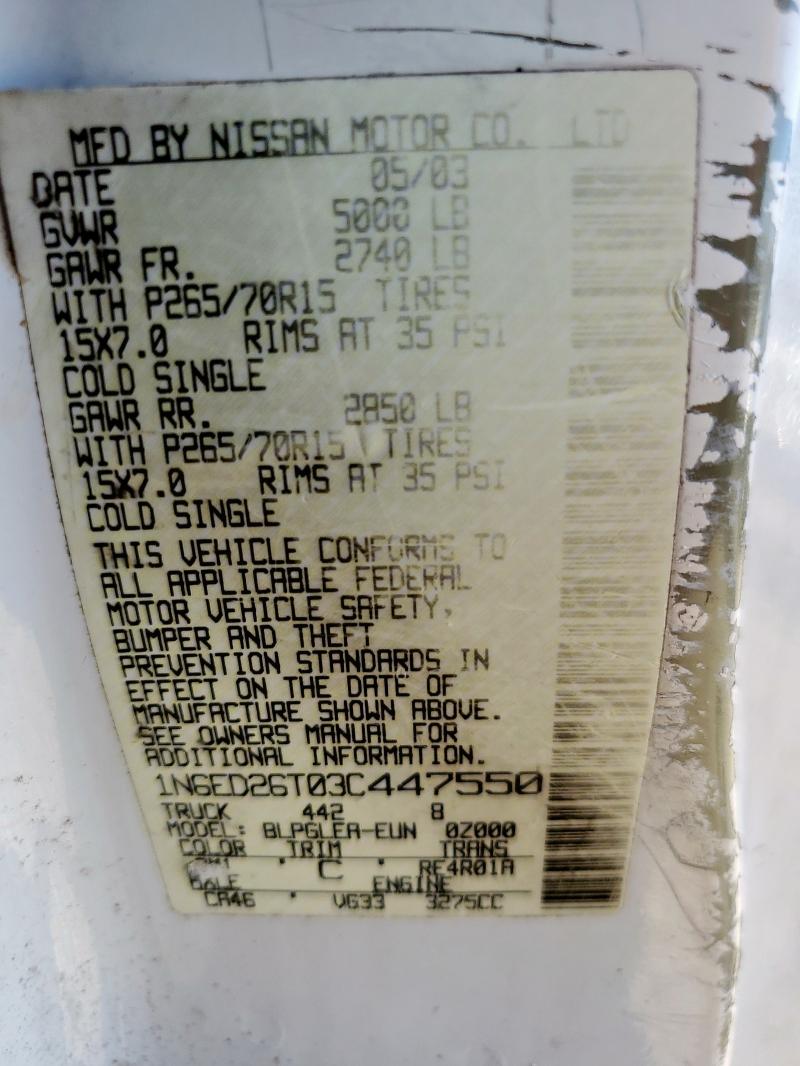 MFD BY NISSAN MOTOR CO. LTD
DATE 05/03
GVWR 5000 LB
GAWR FR. 2740 LB
WITH P265/70R15 TIRES
15X7.0 RIMS AT 35 PSI
COLD SINGLE
GAWR RR. 2850 LB
WITH P265/70R15 TIRES
15X7.0 RIMS AT 35 PSI
COLD SINGLE
THIS VEHICLE CONFORMS TO
ALL APPLICABLE FEDERAL
MOTOR VEHICLE SAFETY,
BUMPER AND THEFT
PREVENTION STANDARDS IN
EFFECT ON THE DATE OF
MANUFACTURE SHOWN ABOVE.
SEE OWNERS MANUAL FOR
ADDITIONAL INFORMATION.
1N6ED26T03C447550
TRUCK 442 8
MODEL: BLPGLEA-EUN 0Z000
COLOR TRIM TRANS
C RE4R01A
AXLE ENGINE
CA46 VG33 3275CC